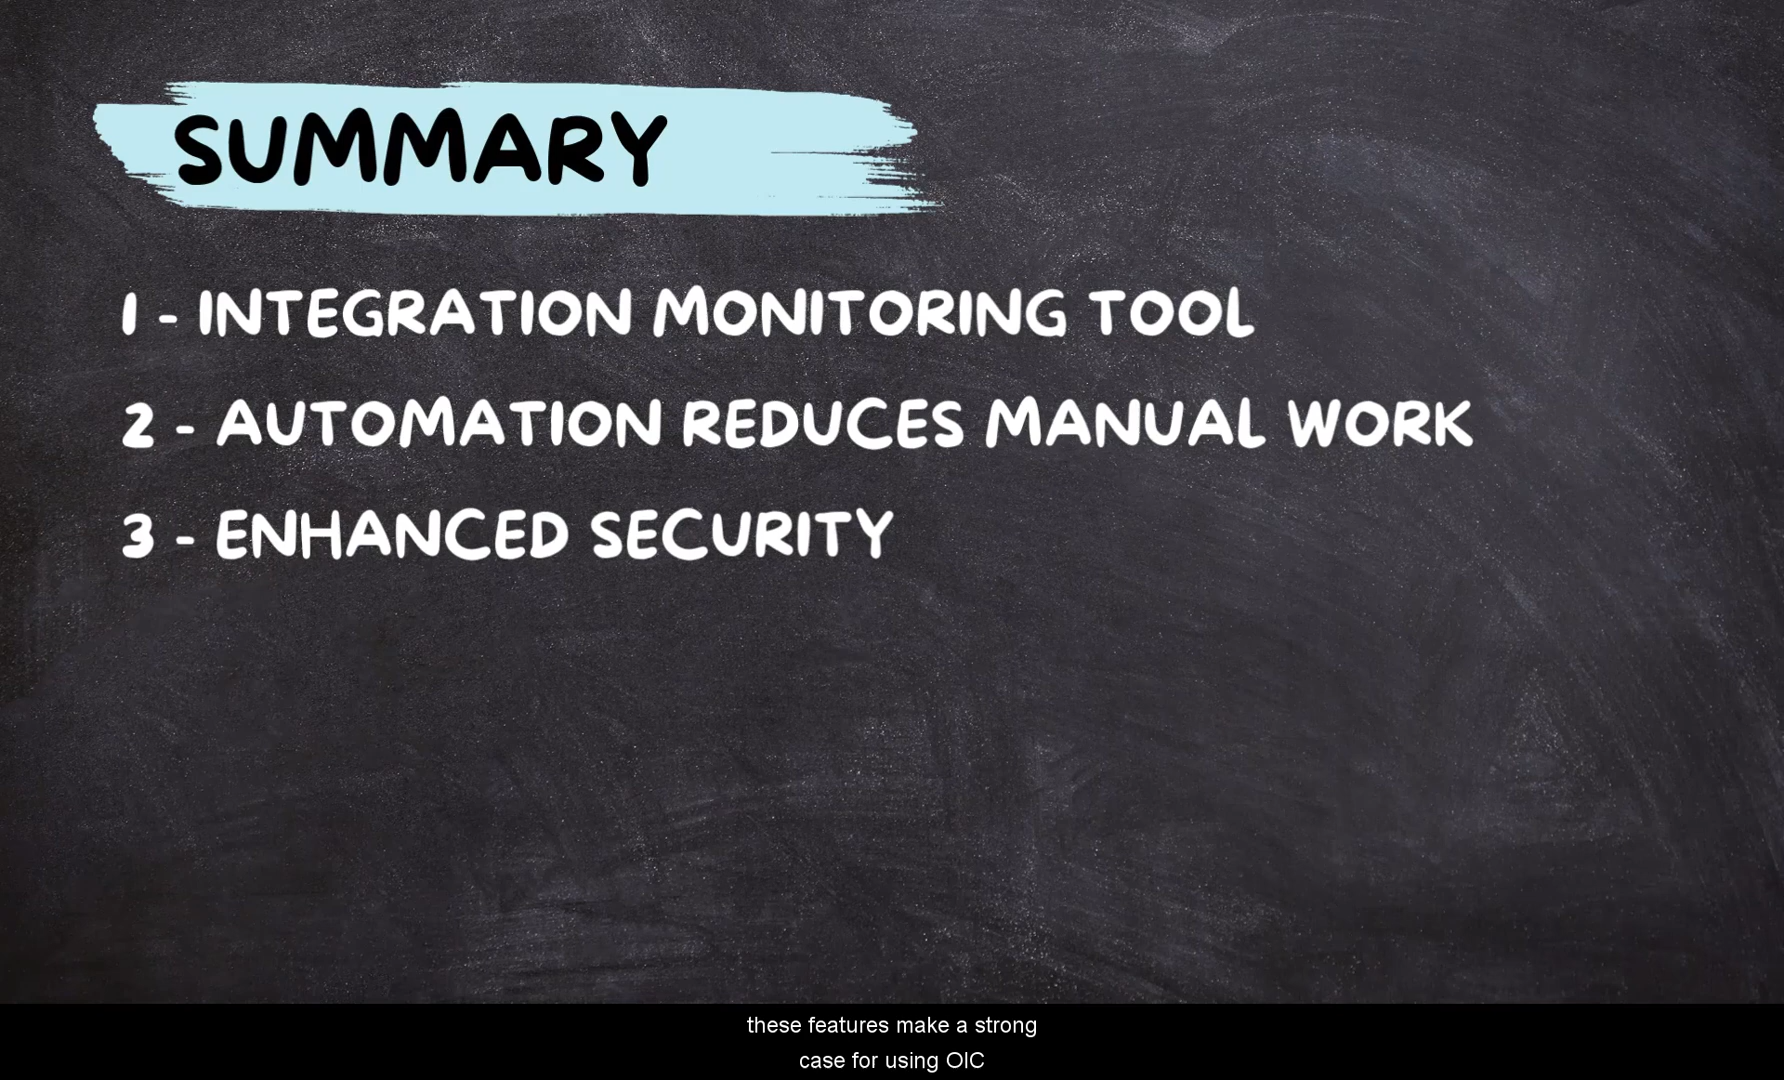 SUMMARY
1 - INTEGRATION MONITORING TOOL
2 - AUTOMATION REDUCES MANUAL WORK
3 - ENHANCED SECURITY
these features make a strong
case for using OIC